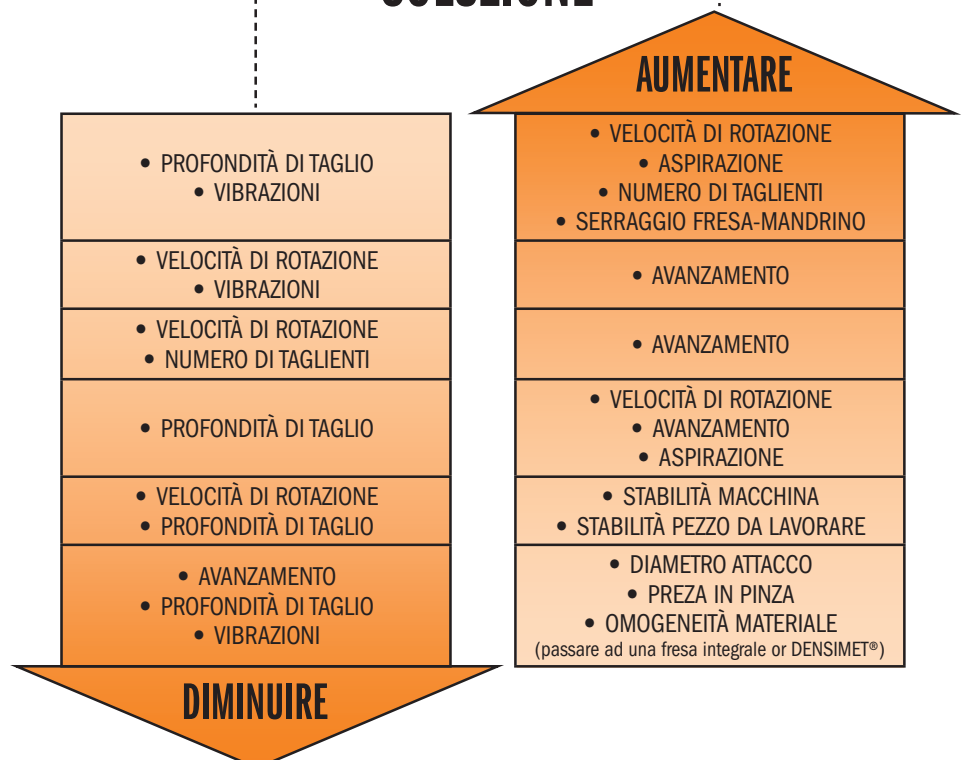 SOLUZIONE
• PROFONDITÀ DI TAGLIO
• VIBRAZIONI
• VELOCITÀ DI ROTAZIONE
• VIBRAZIONI
• VELOCITÀ DI ROTAZIONE
• NUMERO DI TAGLIENTI
• PROFONDITÀ DI TAGLIO
• VELOCITÀ DI ROTAZIONE
• PROFONDITÀ DI TAGLIO
• AVANZAMENTO
• PROFONDITÀ DI TAGLIO
• VIBRAZIONI
DIMINUIRE
AUMENTARE
• VELOCITÀ DI ROTAZIONE
• ASPIRAZIONE
• NUMERO DI TAGLIENTI
• SERRAGGIO FRESA-MANDRINO
• AVANZAMENTO
• AVANZAMENTO
• VELOCITÀ DI ROTAZIONE
• AVANZAMENTO
• ASPIRAZIONE
• STABILITÀ MACCHINA
• STABILITÀ PEZZO DA LAVORARE
• DIAMETRO ATTACCO
• PREZA IN PINZA
• OMOGENEITÀ MATERIALE
(passare ad una fresa integrale or DENSIMET®)